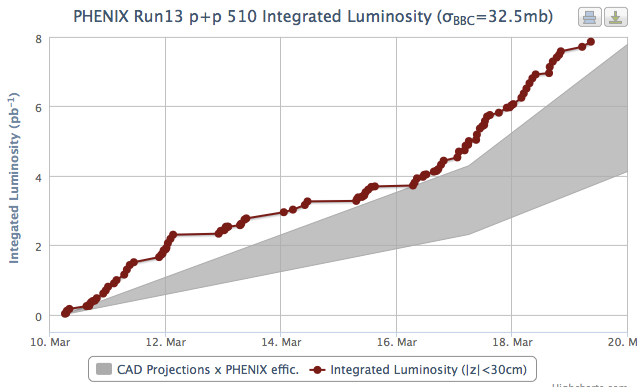 PHENIX Run13 p+p 510 Integrated Luminosity (σBBC=32.5mb)
Integated Luminosity (pb⁻¹)
8
6
4
2
0
10. Mar 12. Mar 14. Mar 16. Mar 18. Mar 20. M
CAD Projections x PHENIX effic. Integrated Luminosity (|z|<30cm)